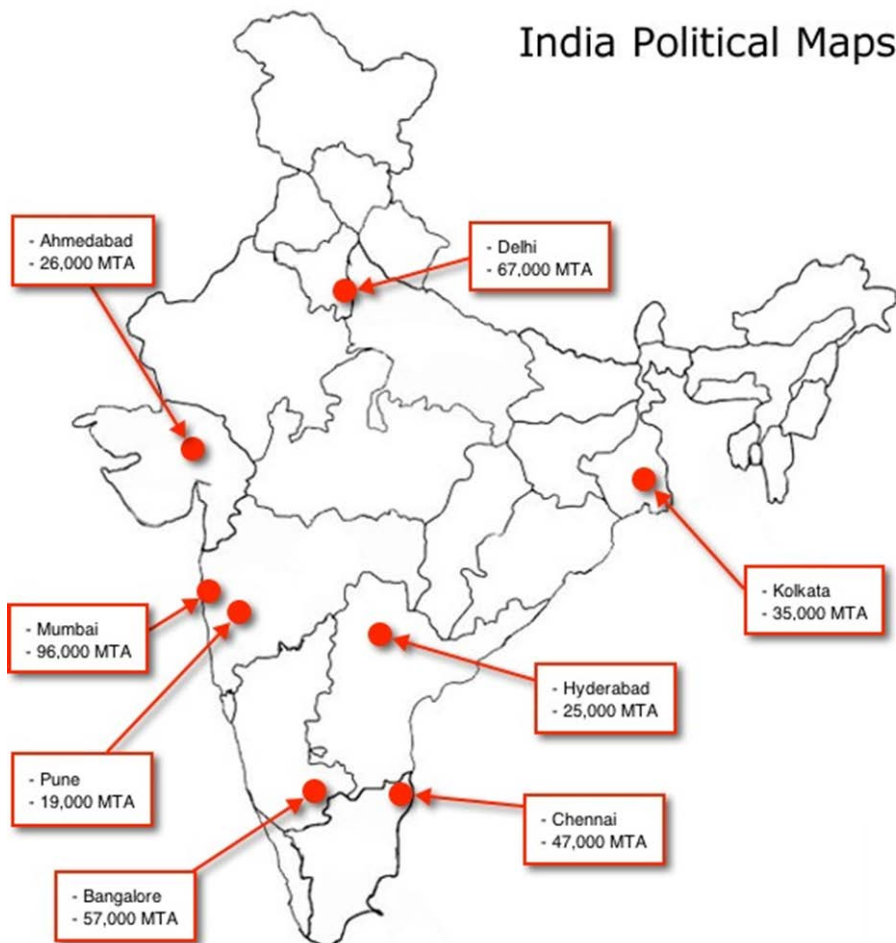 India Political Maps
- Ahmedabad
- 26,000 MTA
- Delhi
- 67,000 MTA
- Kolkata
- 35,000 MTA
- Mumbai
- 96,000 MTA
- Hyderabad
- 25,000 MTA
- Pune
- 19,000 MTA
- Chennai
- 47,000 MTA
- Bangalore
- 57,000 MTA